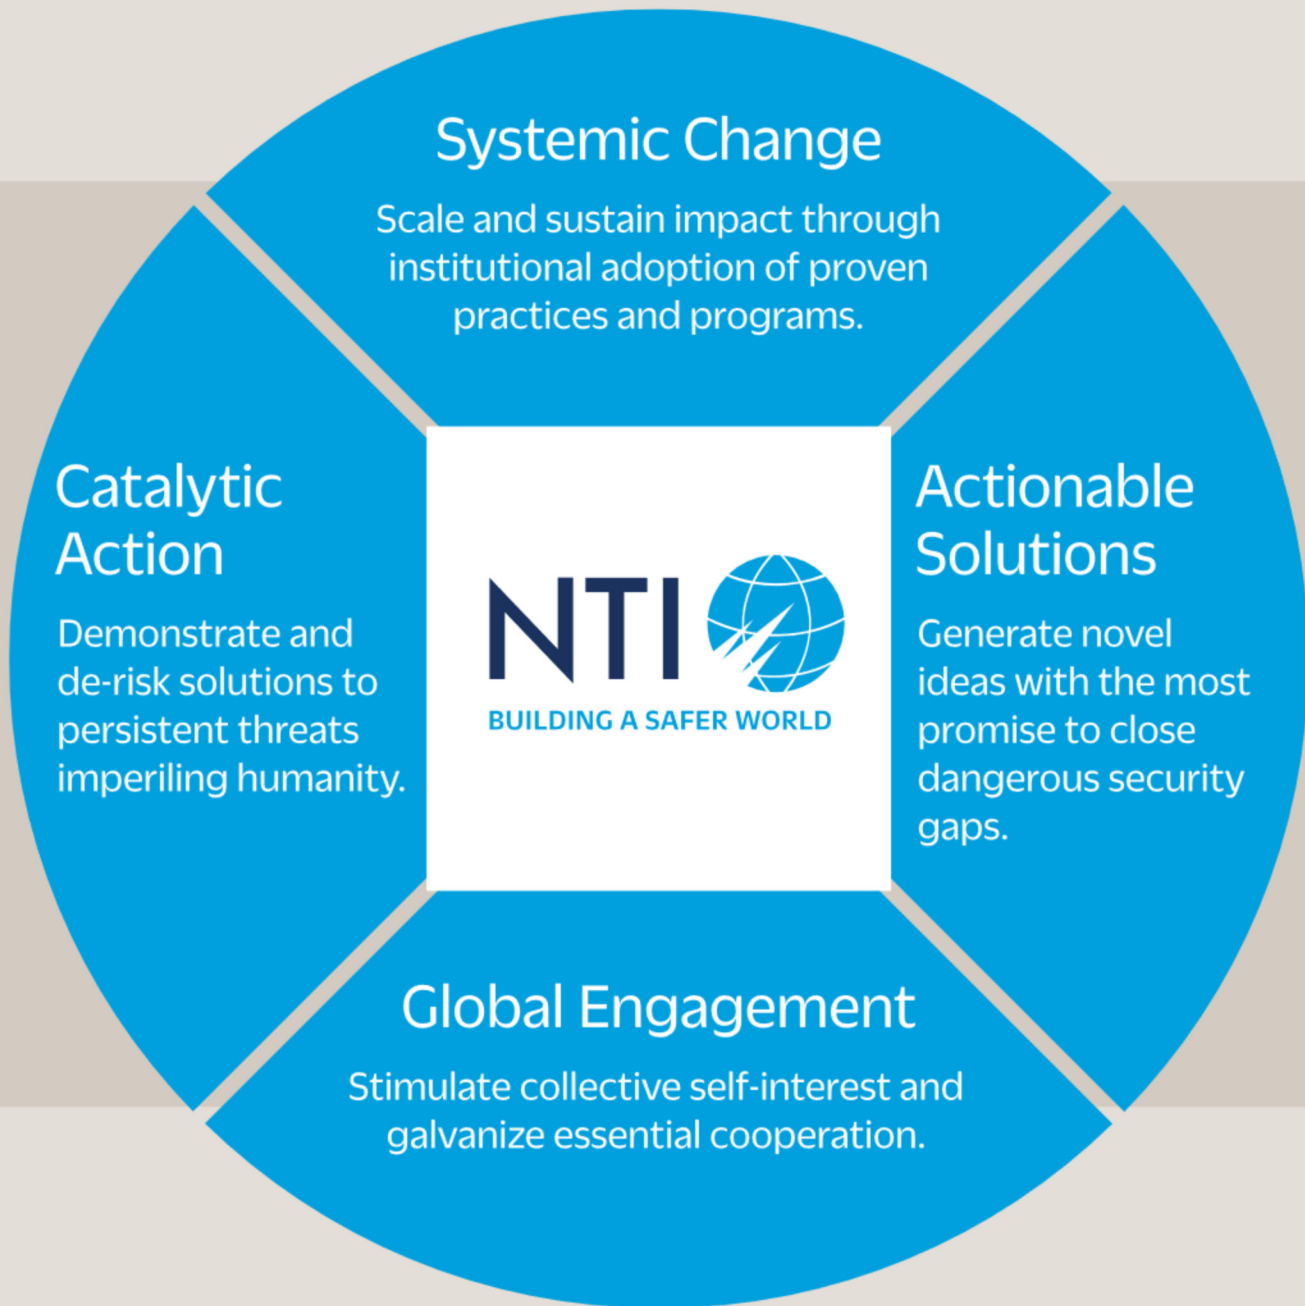 Systemic Change
Scale and sustain impact through
institutional adoption of proven
practices and programs.
Catalytic
Action
Demonstrate and
de-risk solutions to
persistent threats
imperiling humanity.
NTI
BUILDING A SAFER WORLD
Actionable
Solutions
Generate novel
ideas with the most
promise to close
dangerous security
gaps.
Global Engagement
Stimulate collective self-interest and
galvanize essential cooperation.